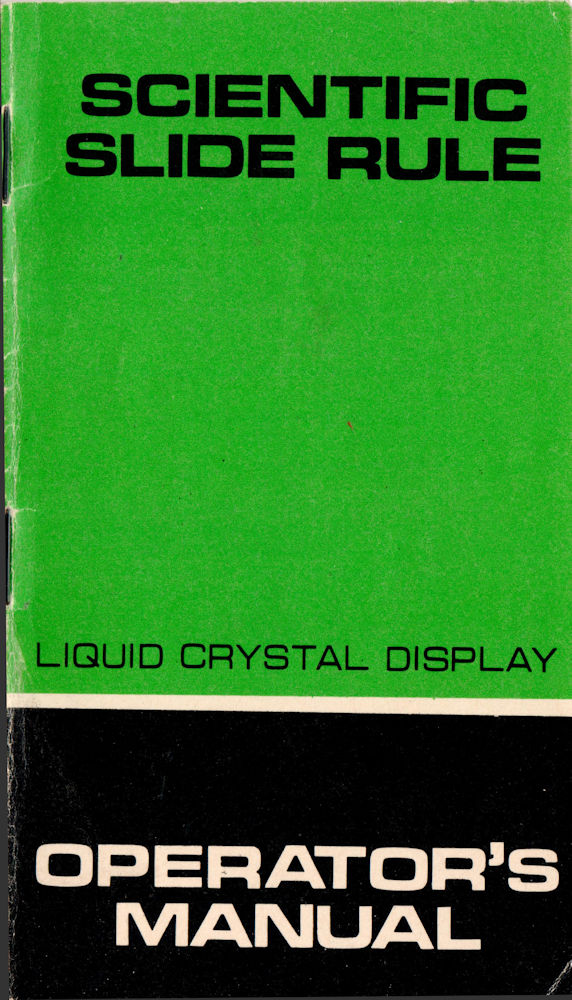 SCIENTIFIC
SLIDE RULE
LIQUID CRYSTAL DISPLAY
OPERATOR'S
MANUAL